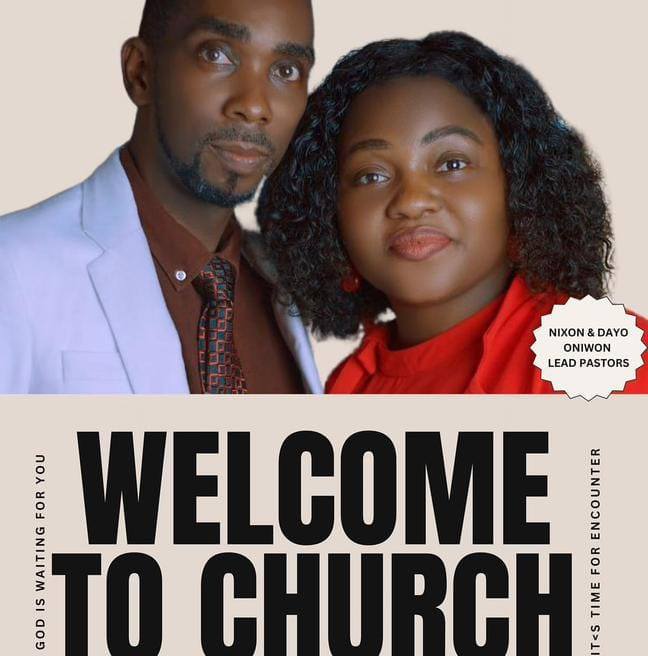 NIXON & DAYO
ONIWON
LEAD PASTORS
WELCOME
TO CHURCH
GOD IS WAITING FOR YOU
IT<S TIME FOR ENCOUNTER